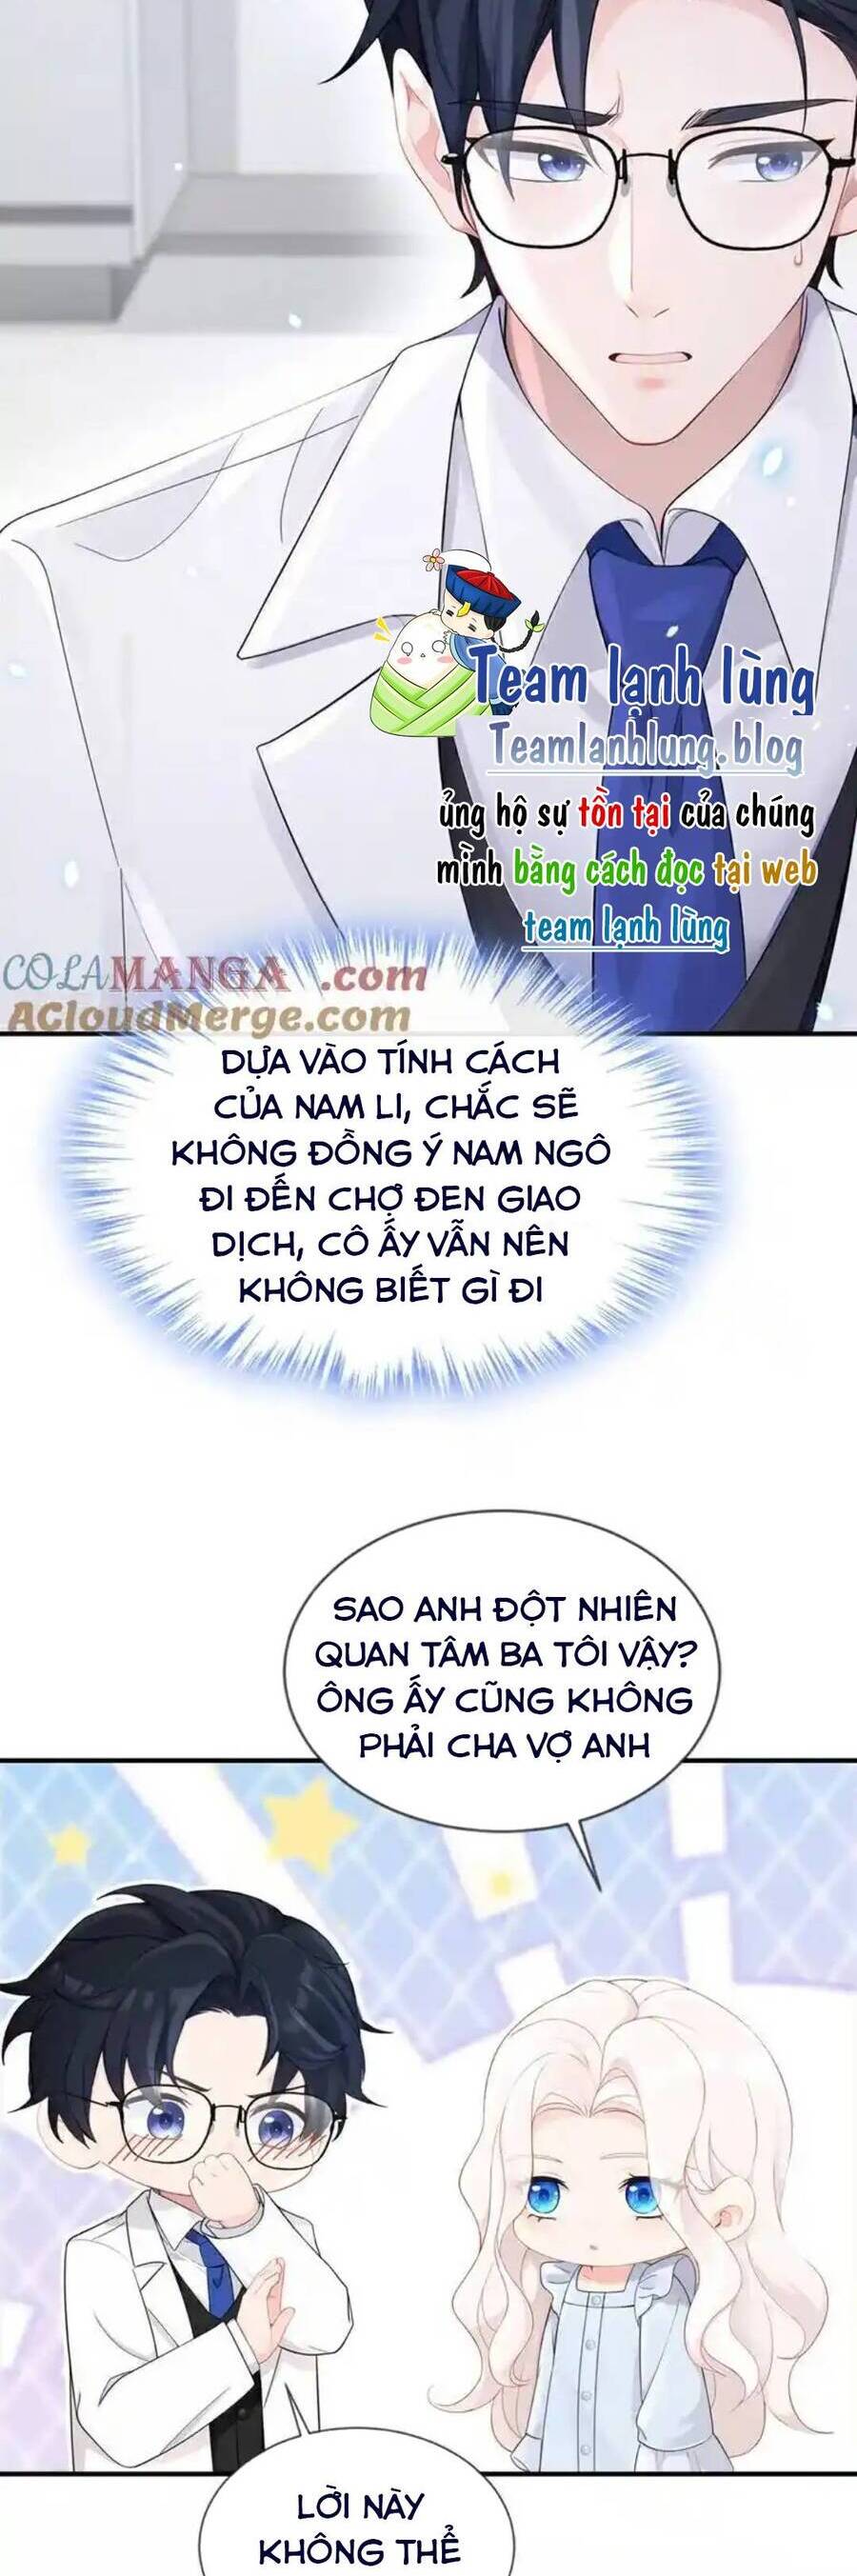 Team lạnh lùng
Teamlanhlung.blog
ủng hộ sự tồn tại của chúng
mình bằng cách đọc tại web
team lạnh lùng
COLAMANGA.com
ACloudMerge.com
DỰA VÀO TÍNH CÁCH
CỦA NAM LI, CHẮC SẼ
KHÔNG ĐỒNG Ý NAM NGÔ
ĐI ĐẾN CHỢ ĐEN GIAO
DỊCH, CÔ ẤY VẪN NÊN
KHÔNG BIẾT GÌ ĐI
SAO ANH ĐỘT NHIÊN
QUAN TÂM BA TÔI VẬY?
ÔNG ẤY CŨNG KHÔNG
PHẢI CHA VỢ ANH
LỜI NÀY
KHÔNG THỂ